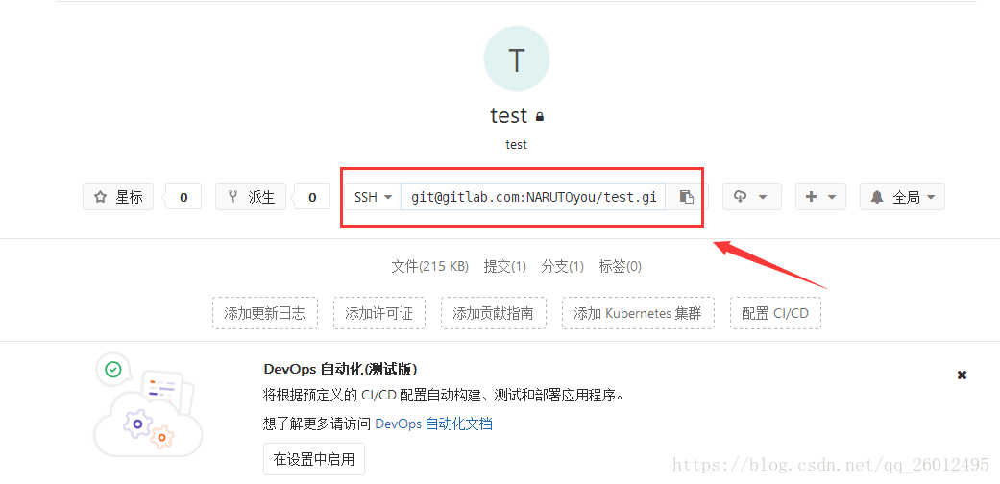 T
test
test
星标 0 派生 0 SSH git@gitlab.com:NARUTOyou/test.gi 全局
文件(215 KB) 提交(1) 分支(1) 标签(0)
添加更新日志 添加许可证 添加贡献指南 添加 Kubernetes 集群 配置 CI/CD
DevOps 自动化(测试版)
将根据预定义的 CI/CD 配置自动构建、测试和部署应用程序。
想了解更多请访问 DevOps 自动化文档
在设置中启用
https://blog.csdn.net/qq_26012495